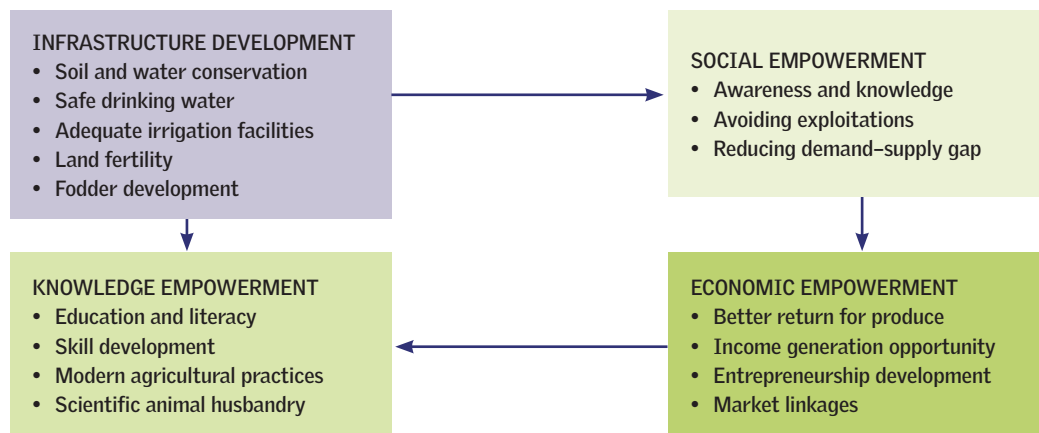 INFRASTRUCTURE DEVELOPMENT
• Soil and water conservation
• Safe drinking water
• Adequate irrigation facilities
• Land fertility
• Fodder development
SOCIAL EMPOWERMENT
• Awareness and knowledge
• Avoiding exploitations
• Reducing demand–supply gap
KNOWLEDGE EMPOWERMENT
• Education and literacy
• Skill development
• Modern agricultural practices
• Scientific animal husbandry
ECONOMIC EMPOWERMENT
• Better return for produce
• Income generation opportunity
• Entrepreneurship development
• Market linkages